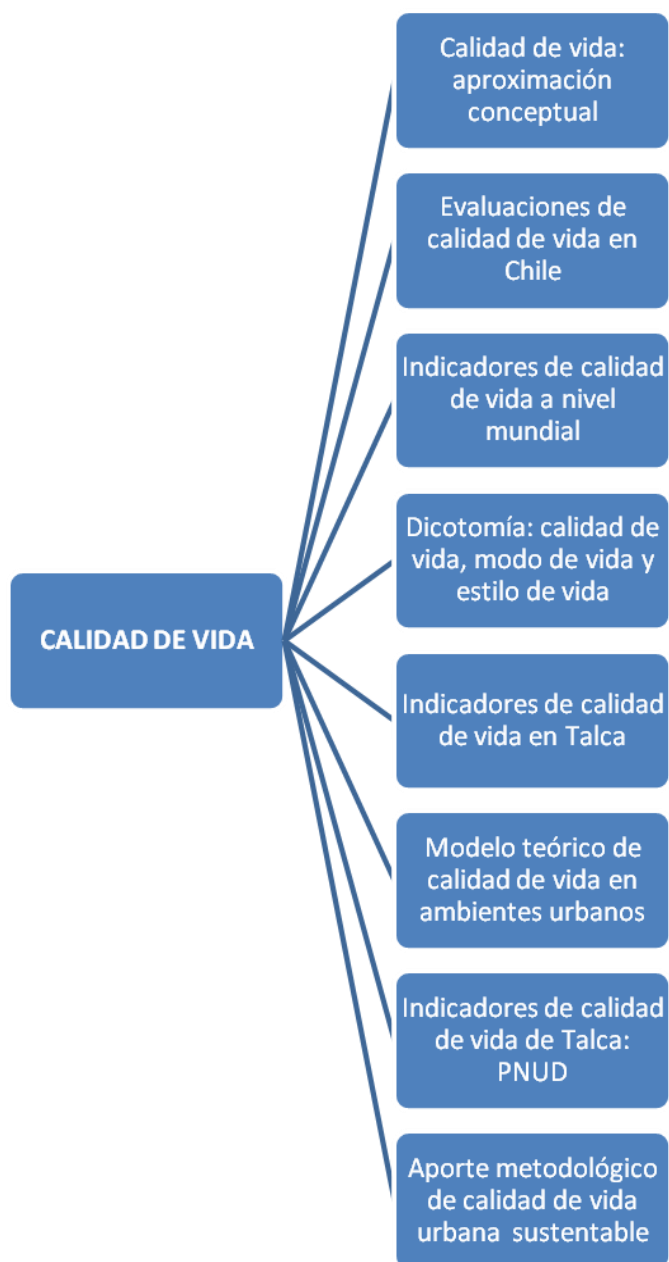 Calidad de vida:
aproximación
conceptual
Evaluaciones de
calidad de vida en
Chile
Indicadores de calidad
de vida a nivel
mundial
Dicotomía: calidad de
vida, modo de vida y
estilo de vida
CALIDAD DE VIDA
Indicadores de calidad
de vida en Talca
Modelo teórico de
calidad de vida en
ambientes urbanos
Indicadores de calidad
de vida de Talca:
PNUD
Aporte metodológico
de calidad de vida
urbana sustentable